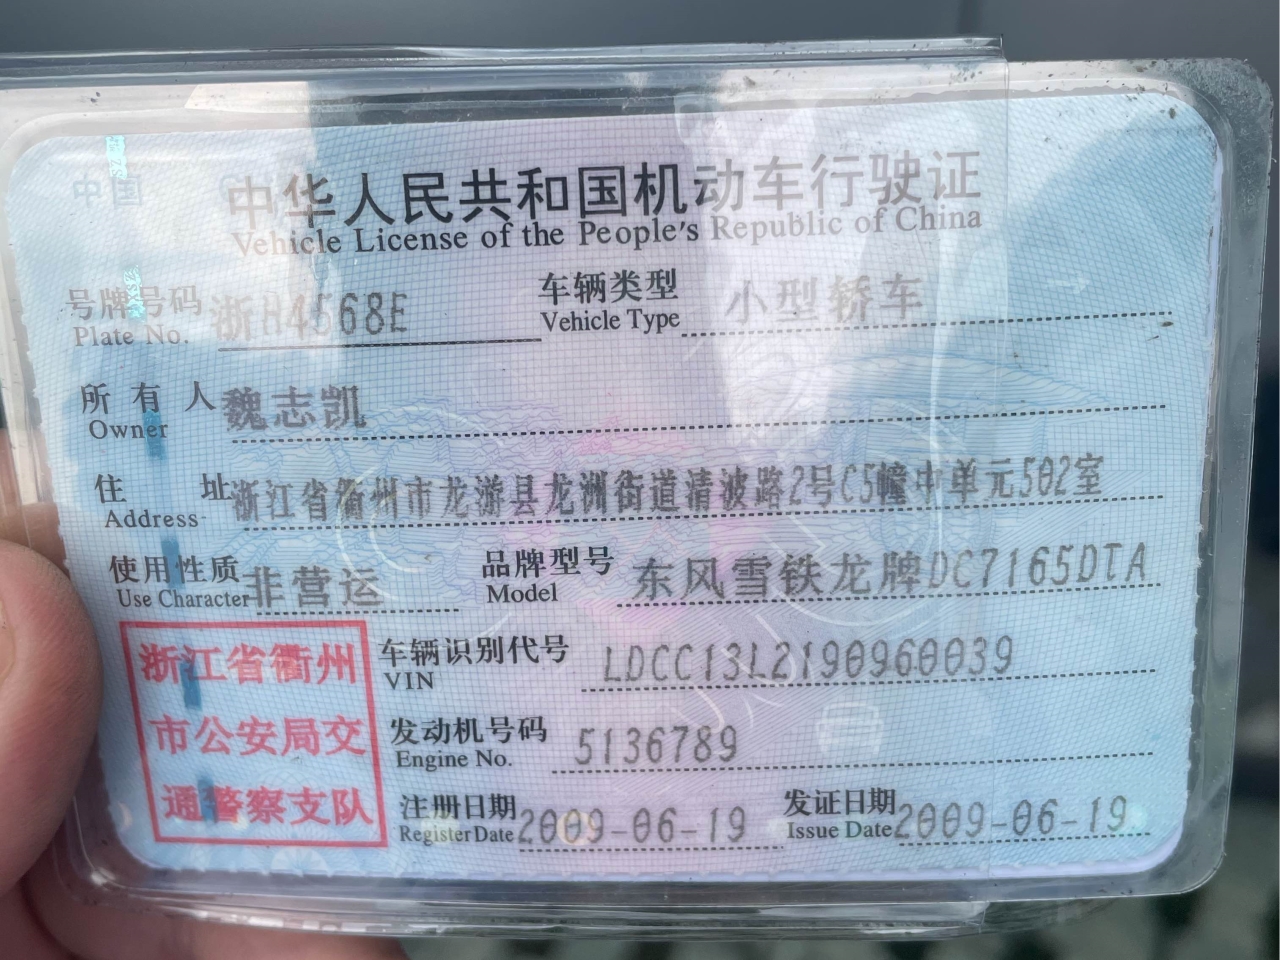 中国
中华人民共和国机动车行驶证
Vehicle License of the People's Republic of China
号牌号码 浙H4568E 车辆类型 小型轿车
Plate No. Vehicle Type
所有人 魏志凯
Owner
住址 浙江省衢州市龙游县龙洲街道清波路2号C5幢中单元502室
Address
使用性质 非营运 品牌型号 东风雪铁龙牌DC7165DTA
Use Character Model
浙江省衢州
市公安局交
通警察支队
车辆识别代号 LDCC13L2190960039
VIN
发动机号码 5136789
Engine No.
注册日期 2009-06-19 发证日期 2009-06-19
Register Date Issue Date